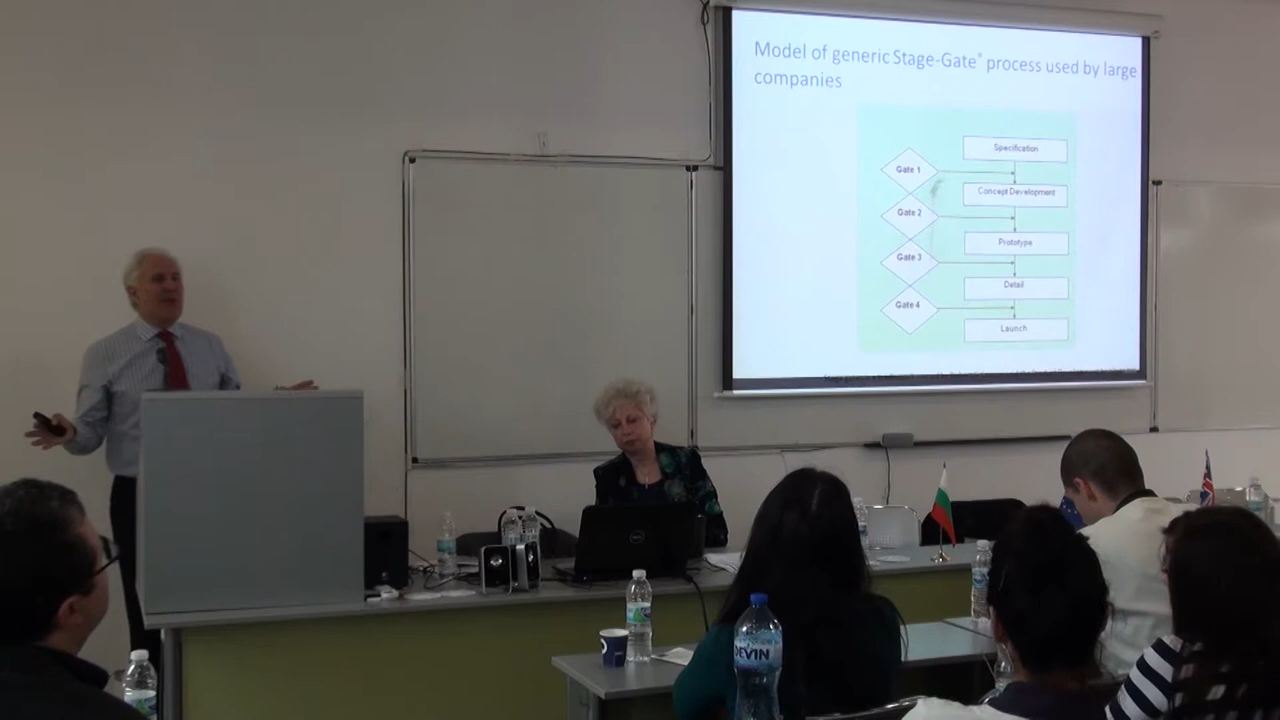 Model of generic Stage-Gate® process used by large
companies
Specification
Gate 1
Concept Development
Gate 2
Prototype
Gate 3
Detail
Gate 4
Launch
DELL
DEVIN